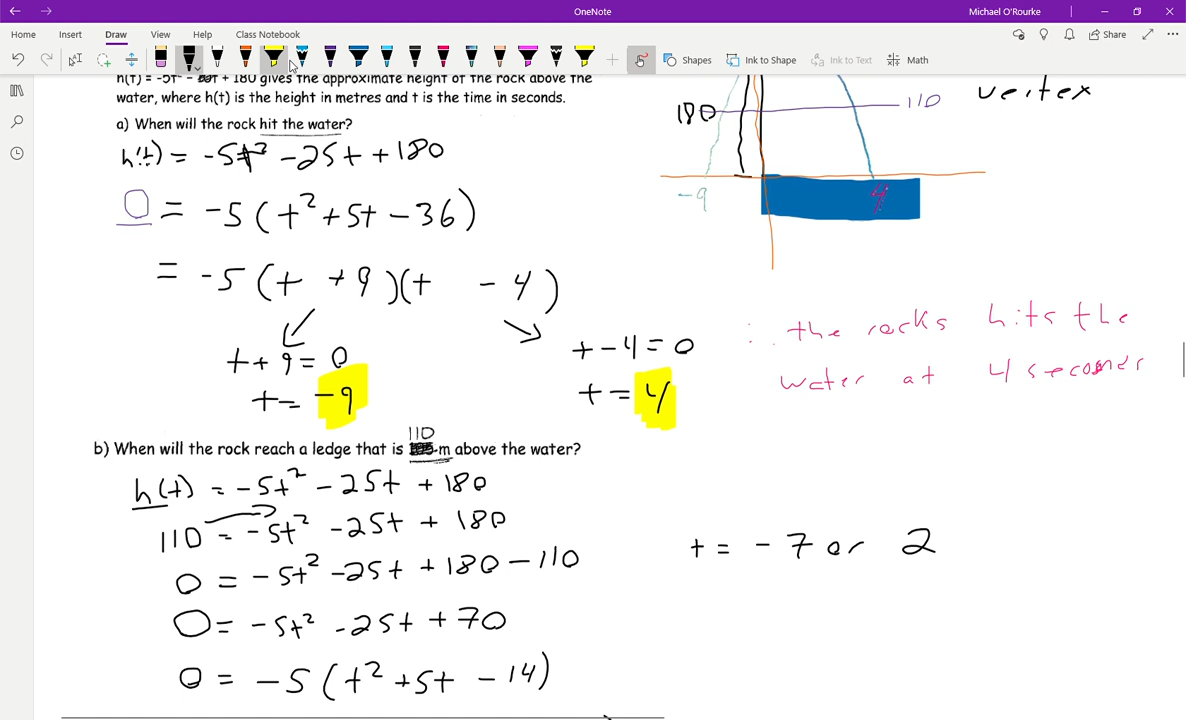 OneNote
Michael O'Rourke
Home Insert Draw View Help Class Notebook
Share
Shapes Ink to Shape Ink to Text Math
h(t) = -5t² - t + 180 gives the approximate height of the rock above the
water, where h(t) is the height in metres and t is the time in seconds.
a) When will the rock hit the water?
h(t) = -5t² - 25t + 180
0 = -5(t² + 5t - 36)
= -5(t + 9)(t - 4)
t + 9 = 0
t = -9
t - 4 = 0
t = 4
180
110
vertex
-9
4
∴ the rocks hits the
water at 4 seconds
b) When will the rock reach a ledge that is 110 m above the water?
h(t) = -5t² - 25t + 180
110 = -5t² - 25t + 180
0 = -5t² - 25t + 180 - 110
0 = -5t² - 25t + 70
0 = -5(t² + 5t - 14)
t = -7 or 2